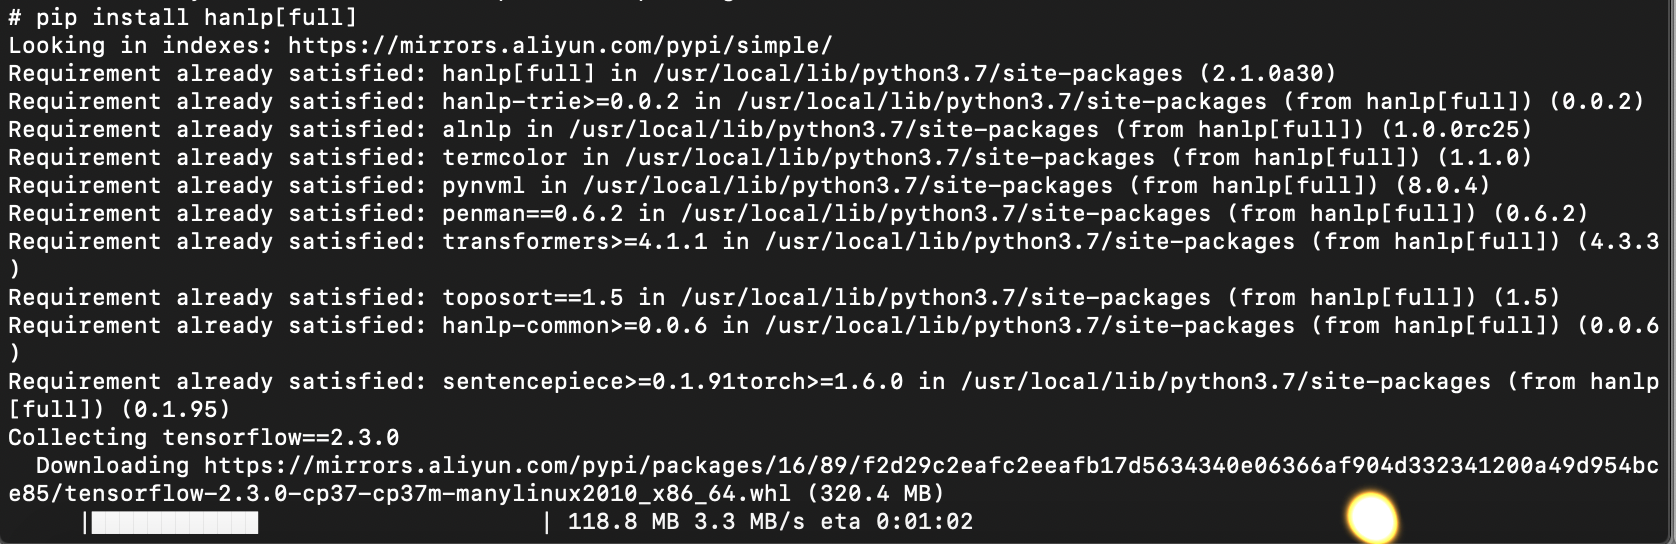 # pip install hanlp[full]
Looking in indexes: https://mirrors.aliyun.com/pypi/simple/
Requirement already satisfied: hanlp[full] in /usr/local/lib/python3.7/site-packages (2.1.0a30)
Requirement already satisfied: hanlp-trie>=0.0.2 in /usr/local/lib/python3.7/site-packages (from hanlp[full]) (0.0.2)
Requirement already satisfied: alnlp in /usr/local/lib/python3.7/site-packages (from hanlp[full]) (1.0.0rc25)
Requirement already satisfied: termcolor in /usr/local/lib/python3.7/site-packages (from hanlp[full]) (1.1.0)
Requirement already satisfied: pynvml in /usr/local/lib/python3.7/site-packages (from hanlp[full]) (8.0.4)
Requirement already satisfied: penman==0.6.2 in /usr/local/lib/python3.7/site-packages (from hanlp[full]) (0.6.2)
Requirement already satisfied: transformers>=4.1.1 in /usr/local/lib/python3.7/site-packages (from hanlp[full]) (4.3.3
)
Requirement already satisfied: toposort==1.5 in /usr/local/lib/python3.7/site-packages (from hanlp[full]) (1.5)
Requirement already satisfied: hanlp-common>=0.0.6 in /usr/local/lib/python3.7/site-packages (from hanlp[full]) (0.0.6
)
Requirement already satisfied: sentencepiece>=0.1.91torch>=1.6.0 in /usr/local/lib/python3.7/site-packages (from hanlp
[full]) (0.1.95)
Collecting tensorflow==2.3.0
  Downloading https://mirrors.aliyun.com/pypi/packages/16/89/f2d29c2eafc2eeafb17d5634340e06366af904d332341200a49d954bc
e85/tensorflow-2.3.0-cp37-cp37m-manylinux2010_x86_64.whl (320.4 MB)
     |████████████                    | 118.8 MB 3.3 MB/s eta 0:01:02